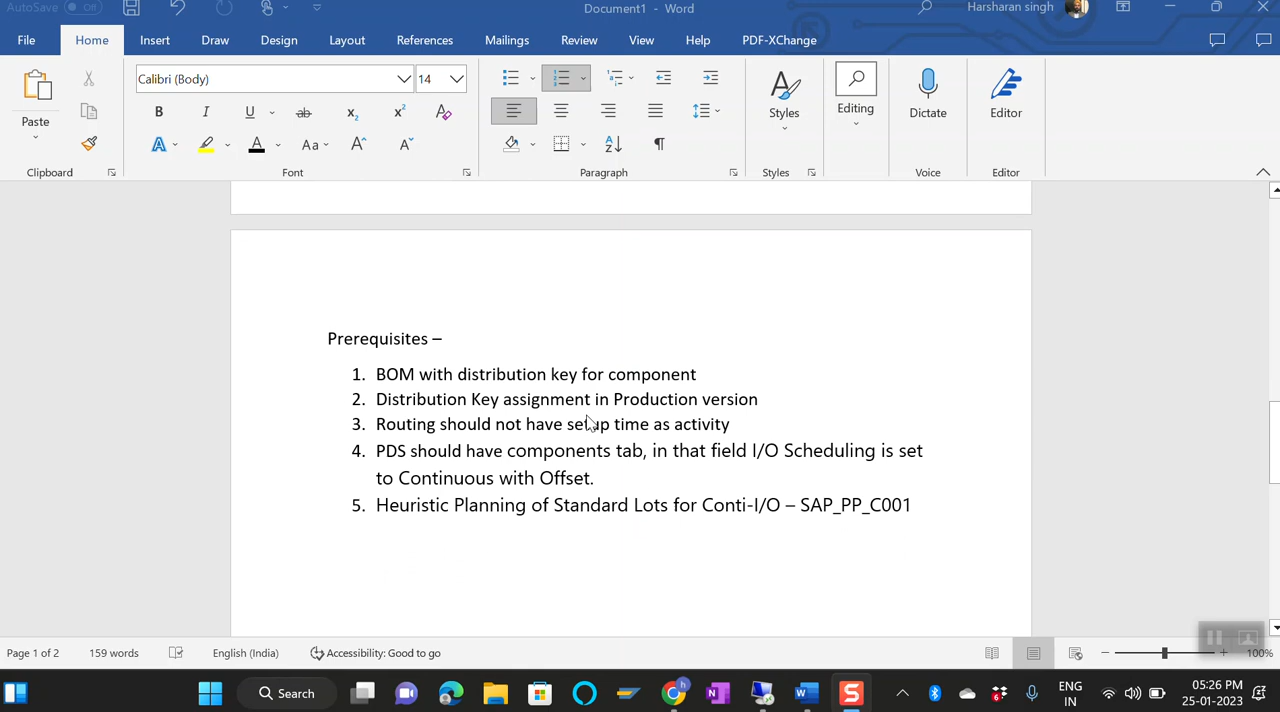 AutoSave Off Document1 - Word Harsharan singh
File Home Insert Draw Design Layout References Mailings Review View Help PDF-XChange
Calibri (Body) 14
Paste Styles Editing Dictate Editor
Clipboard Font Paragraph Styles Voice Editor
Prerequisites –
1. BOM with distribution key for component
2. Distribution Key assignment in Production version
3. Routing should not have setup time as activity
4. PDS should have components tab, in that field I/O Scheduling is set
to Continuous with Offset.
5. Heuristic Planning of Standard Lots for Conti-I/O – SAP_PP_C001
Page 1 of 2 159 words English (India) Accessibility: Good to go 100%
Search ENG
IN
05:26 PM
25-01-2023